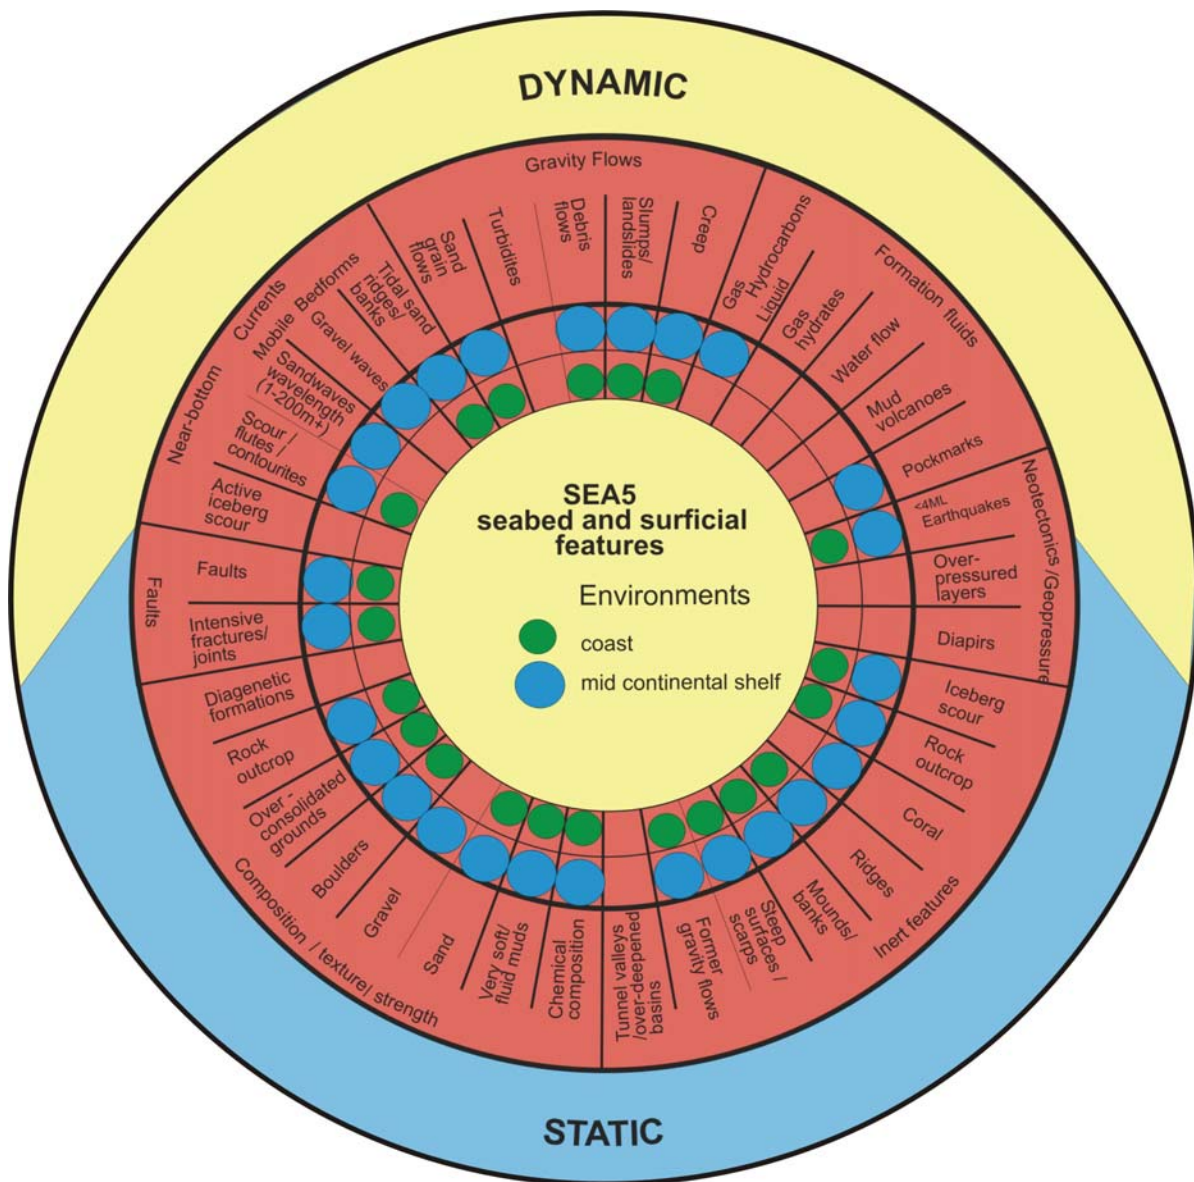 DYNAMIC
Gravity Flows
Sand
grain
flows
Turbidites
Debris
flows
Slumps/
landslides
Creep
Formation fluids
Hydrocarbons
Gas
Liquid
Gas
hydrates
Water flow
Mud
volcanoes
Pockmarks
Neotectonics /Geopressure
<4ML
Earthquakes
Over-
pressured
layers
Diapirs
Inert features
Iceberg
scour
Rock
outcrop
Coral
Ridges
Mounds/
banks
Steep
surfaces /
scarps
Former
gravity flows
Tunnel valleys
/over-deepened
basins
Composition / texture/ strength
Chemical
composition
Very soft/
fluid muds
Sand
Gravel
Boulders
Over -
consolidated
grounds
Rock
outcrop
Diagenetic
formations
Faults
Intensive
fractures/
joints
Faults
Near-bottom Currents
Active
iceberg
scour
Scour /
flutes /
contourites
Mobile Bedforms
Sandwaves
wavelength
(1-200m+)
Gravel waves
Tidal sand
ridges/
banks
SEA5
seabed and surficial
features
Environments
coast
mid continental shelf
STATIC